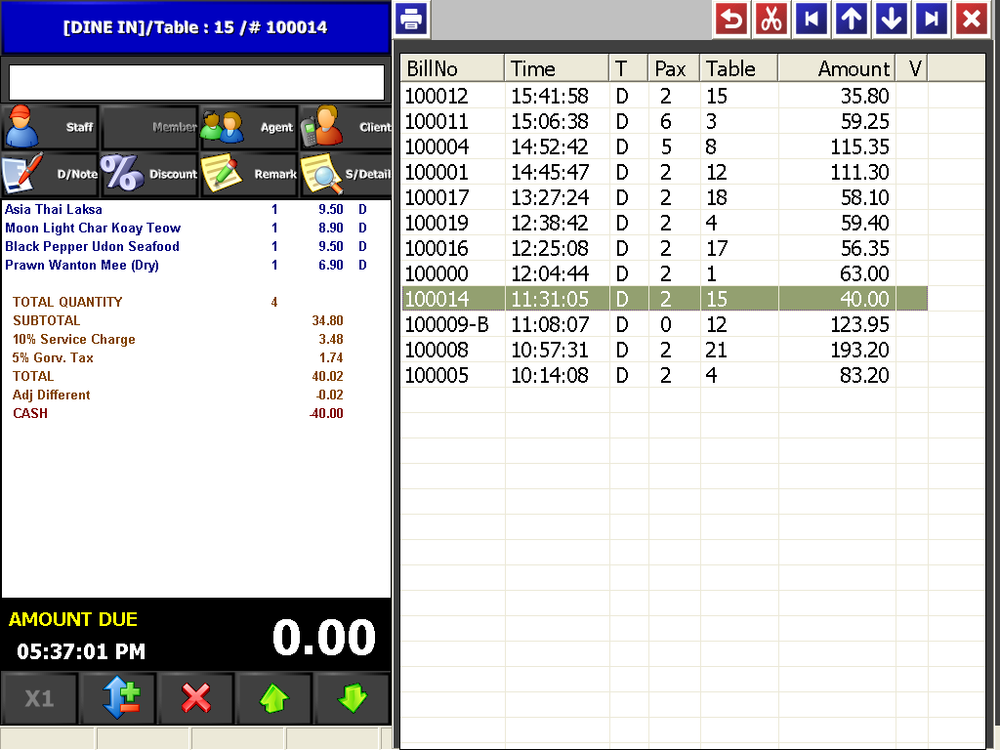 [DINE IN]/Table : 15 /# 100014
Staff
Member
Agent
Client
D/Note
Discount
Remark
S/Detail
Asia Thai Laksa 1 9.50 D
Moon Light Char Koay Teow 1 8.90 D
Black Pepper Udon Seafood 1 9.50 D
Prawn Wanton Mee (Dry) 1 6.90 D
TOTAL QUANTITY 4
SUBTOTAL 34.80
10% Service Charge 3.48
5% Gorv. Tax 1.74
TOTAL 40.02
Adj Different -0.02
CASH -40.00
AMOUNT DUE
05:37:01 PM
0.00
X1
BillNo Time T Pax Table Amount V
100012 15:41:58 D 2 15 35.80
100011 15:06:38 D 6 3 59.25
100004 14:52:42 D 5 8 115.35
100001 14:45:47 D 2 12 111.30
100017 13:27:24 D 2 18 58.10
100019 12:38:42 D 2 4 59.40
100016 12:25:08 D 2 17 56.35
100000 12:04:44 D 2 1 63.00
100014 11:31:05 D 2 15 40.00
100009-B 11:08:07 D 0 12 123.95
100008 10:57:31 D 2 21 193.20
100005 10:14:08 D 2 4 83.20